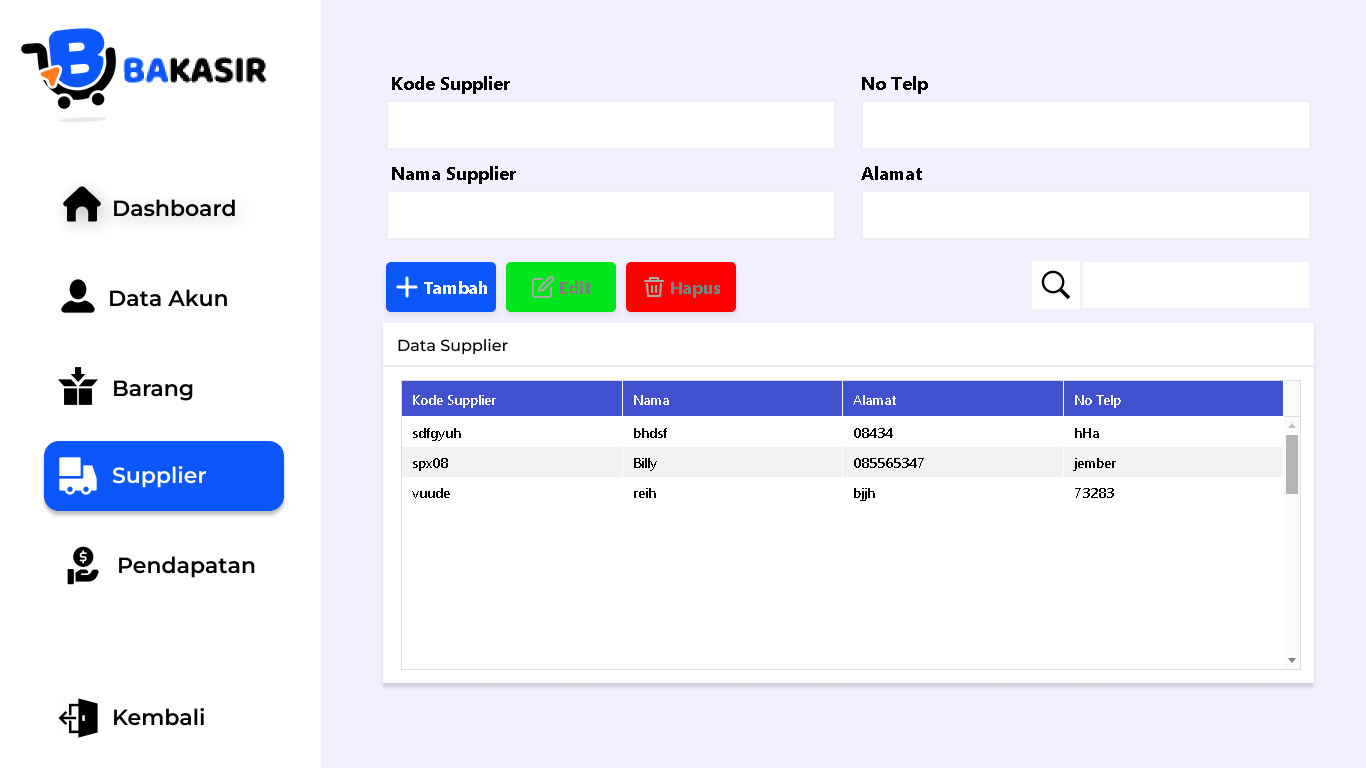 BAKASIR
Dashboard
Data Akun
Barang
Supplier
Pendapatan
Kembali
Kode Supplier
No Telp
Nama Supplier
Alamat
Tambah
Edit
Hapus
Data Supplier
Kode Supplier Nama Alamat No Telp
sdfgyuh bhdsf 08434 hHa
spx08 Billy 085565347 jember
vuude reih bjjh 73283